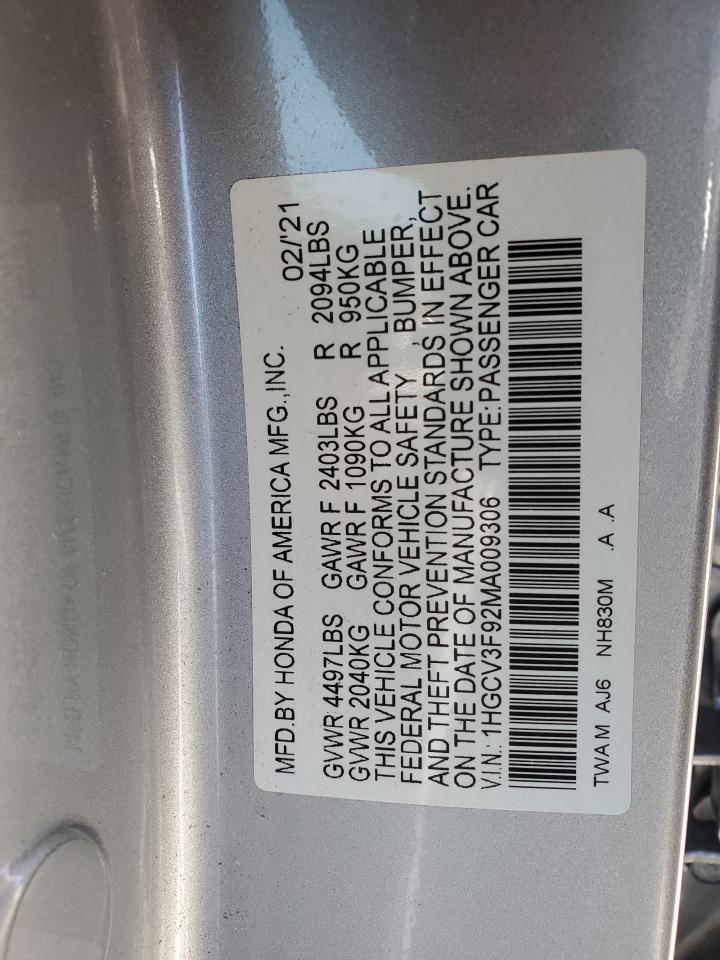 MFD.BY HONDA OF AMERICA MFG.,INC. 02/'21
GVWR 4497LBS GAWR F 2403LBS R 2094LBS
GVWR 2040KG GAWR F 1090KG R 950KG
THIS VEHICLE CONFORMS TO ALL APPLICABLE
FEDERAL MOTOR VEHICLE SAFETY , BUMPER,
AND THEFT PREVENTION STANDARDS IN EFFECT
ON THE DATE OF MANUFACTURE SHOWN ABOVE.
V.I.N.: 1HGCV3F92MA009306 TYPE:PASSENGER CAR
TWAM AJ6 NH830M .A .A